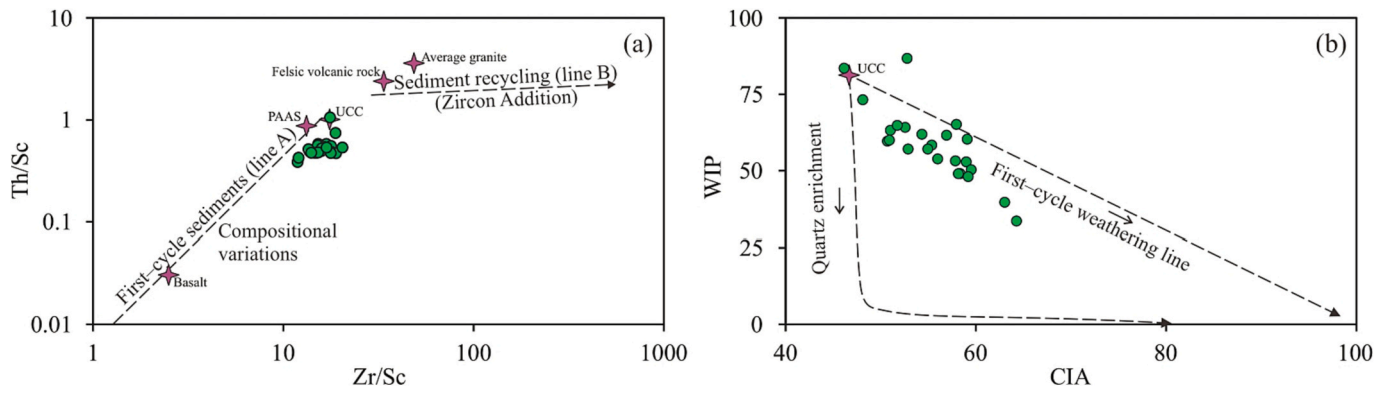 10
1
0.1
0.01
Th/Sc
1
10
100
1000
Zr/Sc
(a)
Average granite
Felsic volcanic rock
Sediment recycling (line B)
(Zircon Addition)
PAAS
UCC
First–cycle sediments (line A)
Compositional
variations
Basalt
100
75
50
25
0
WIP
40
60
80
100
CIA
(b)
UCC
Quartz enrichment
First–cycle weathering line